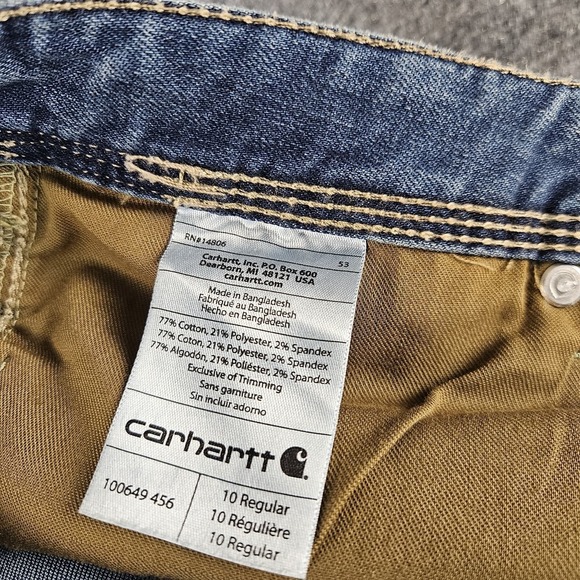 RN#14806
53
Carhartt, Inc. P.O. Box 600
Dearborn, MI 48121 USA
carhartt.com
Made in Bangladesh
Fabriqué au Bangladesh
Hecho en Bangladesh
77% Cotton, 21% Polyester, 2% Spandex
77% Coton, 21% Polyester, 2% Spandex
77% Algodón, 21% Poliéster, 2% Spandex
Exclusive of Trimming
Sans garniture
Sin incluir adorno
carhartt
100649 456
10 Regular
10 Régulière
10 Regular